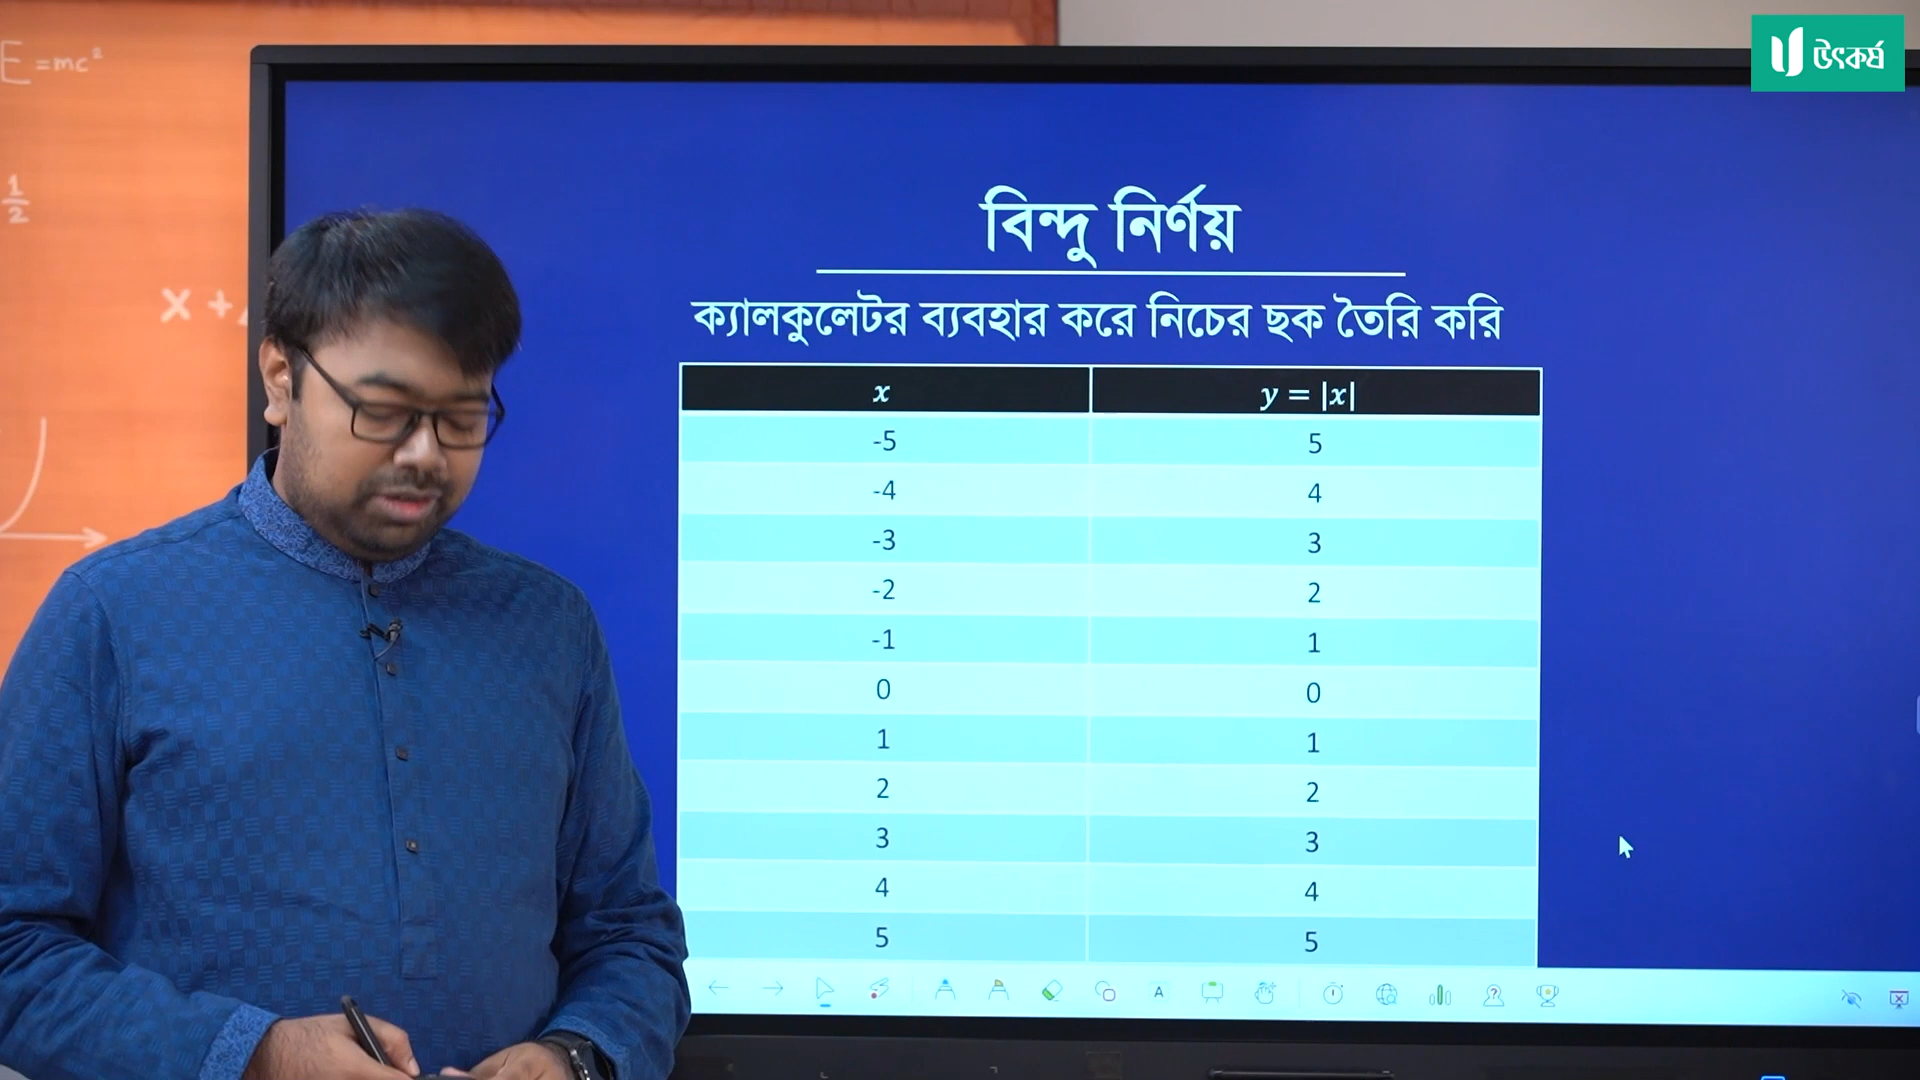 E=mc²
উৎকর্ষ
1/2
x +
বিন্দু নির্ণয়
ক্যালকুলেটর ব্যবহার করে নিচের ছক তৈরি করি
x y = |x|
-5 5
-4 4
-3 3
-2 2
-1 1
0 0
1 1
2 2
3 3
4 4
5 5
A